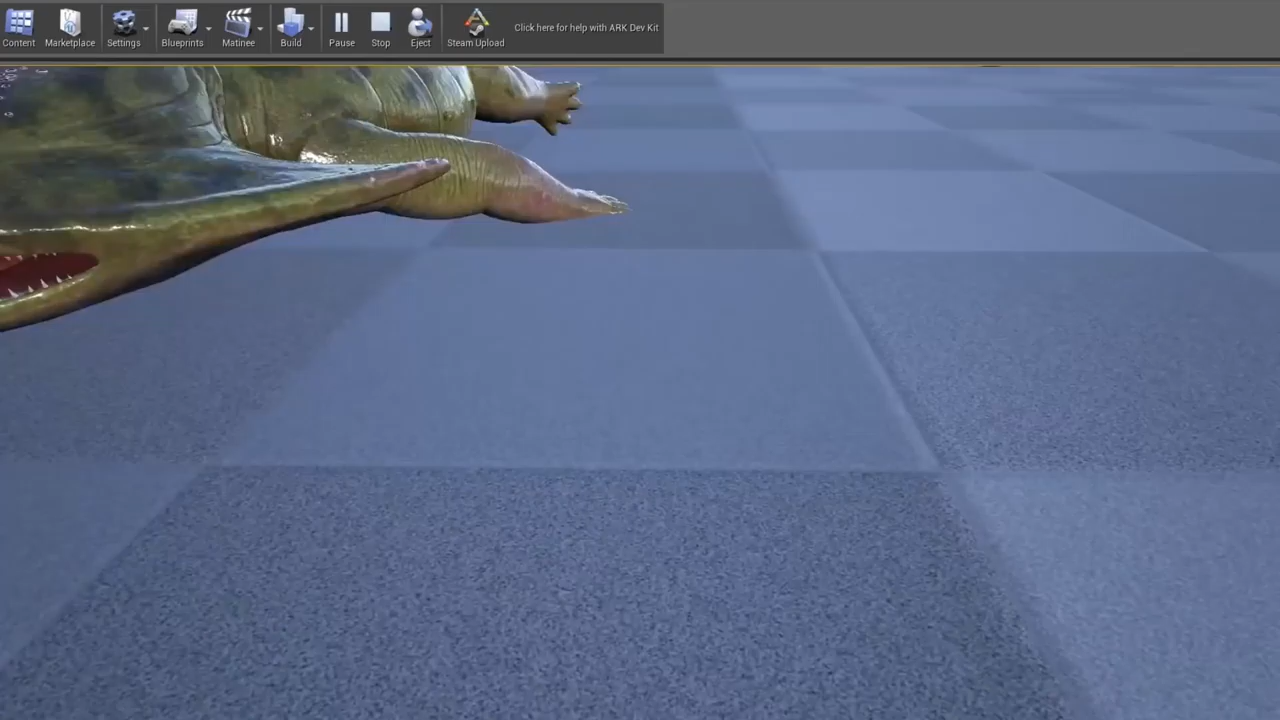 Content
Marketplace
Settings
Blueprints
Matinee
Build
Pause
Stop
Eject
Steam Upload
Click here for help with ARK Dev Kit